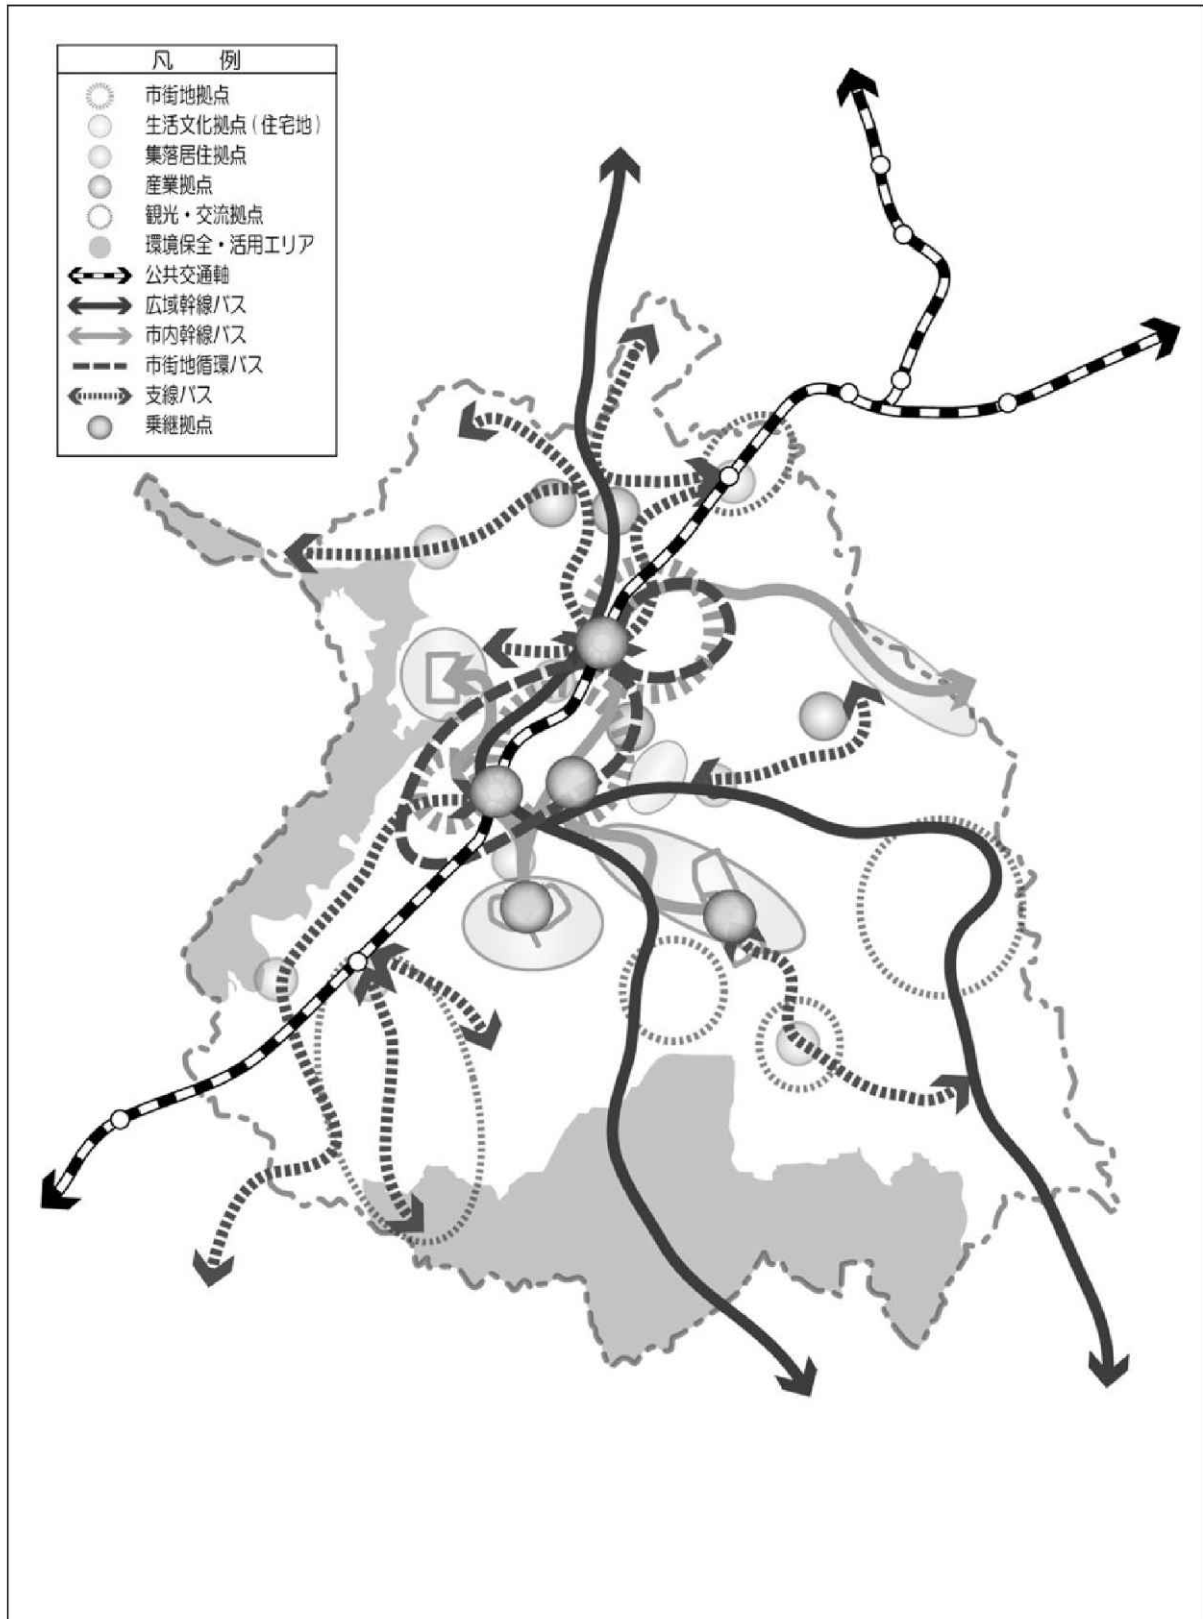 凡　例
市街地拠点
生活文化拠点（住宅地）
集落居住拠点
産業拠点
観光・交流拠点
環境保全・活用エリア
公共交通軸
広域幹線バス
市内幹線バス
市街地循環バス
支線バス
乗継拠点